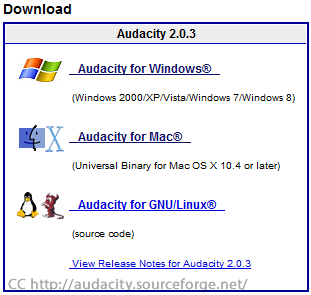 Download
Audacity 2.0.3
Audacity for Windows®
(Windows 2000/XP/Vista/Windows 7/Windows 8)
Audacity for Mac®
(Universal Binary for Mac OS X 10.4 or later)
Audacity for GNU/Linux®
(source code)
View Release Notes for Audacity 2.0.3
CC http://audacity.sourceforge.net/